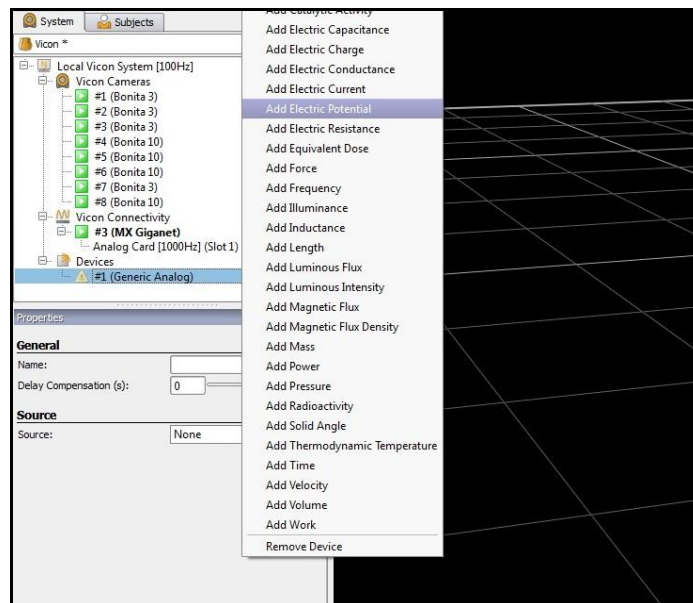 System
Subjects
Vicon *
Local Vicon System [100Hz]
Vicon Cameras
#1 (Bonita 3)
#2 (Bonita 3)
#3 (Bonita 3)
#4 (Bonita 10)
#5 (Bonita 10)
#6 (Bonita 10)
#7 (Bonita 3)
#8 (Bonita 10)
Vicon Connectivity
#3 (MX Giganet)
Analog Card [1000Hz] (Slot 1)
Devices
#1 (Generic Analog)
Properties
General
Name:
Delay Compensation (s):
0
Source
Source:
None
Add Catalytic Activity
Add Electric Capacitance
Add Electric Charge
Add Electric Conductance
Add Electric Current
Add Electric Potential
Add Electric Resistance
Add Equivalent Dose
Add Force
Add Frequency
Add Illuminance
Add Inductance
Add Length
Add Luminous Flux
Add Luminous Intensity
Add Magnetic Flux
Add Magnetic Flux Density
Add Mass
Add Power
Add Pressure
Add Radioactivity
Add Solid Angle
Add Thermodynamic Temperature
Add Time
Add Velocity
Add Volume
Add Work
Remove Device